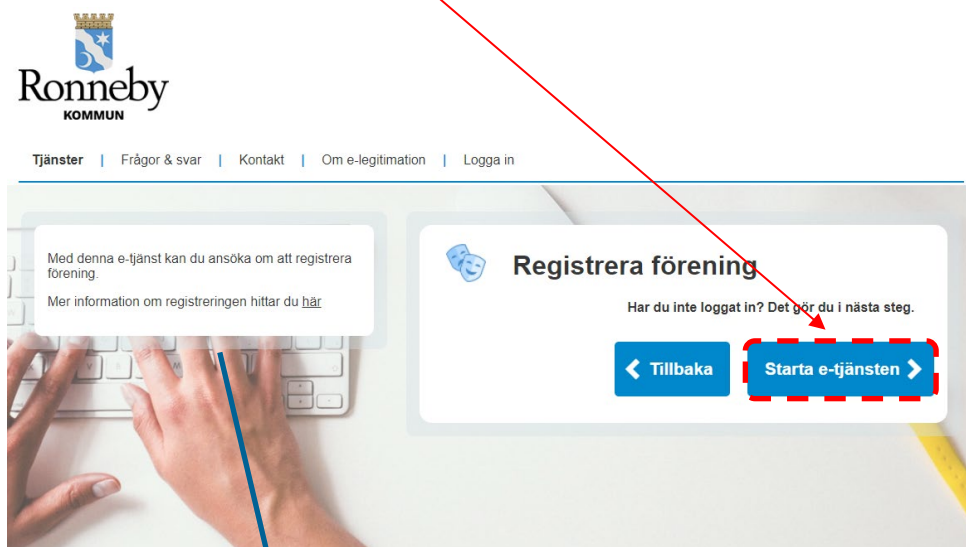 Ronneby
KOMMUN
Tjänster | Frågor & svar | Kontakt | Om e-legitimation | Logga in
Med denna e-tjänst kan du ansöka om att registrera
förening.
Mer information om registreringen hittar du här
Registrera förening
Har du inte loggat in? Det gör du i nästa steg.
Tillbaka
Starta e-tjänsten